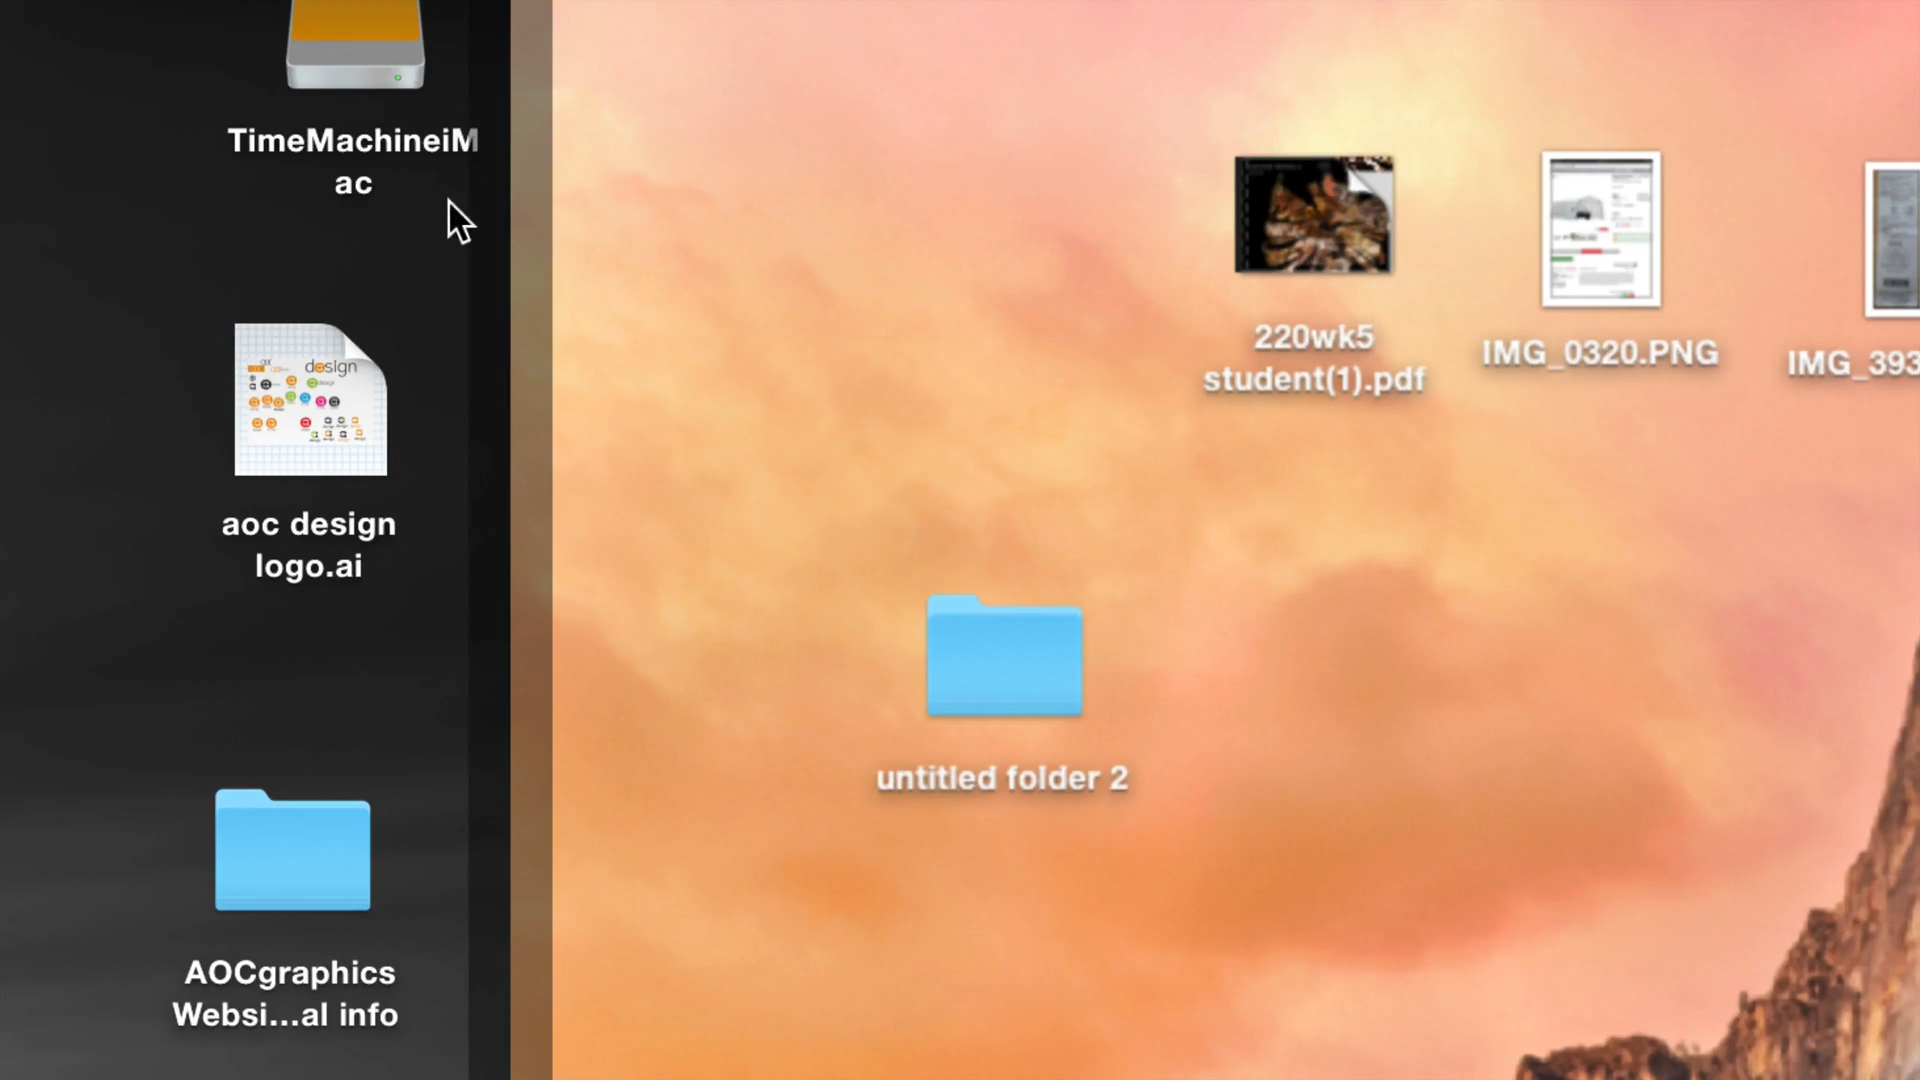 TimeMachineiM
ac
design
aoc design
logo.ai
AOCgraphics
Websi...al info
220wk5
student(1).pdf
IMG_0320.PNG
IMG_393
untitled folder 2